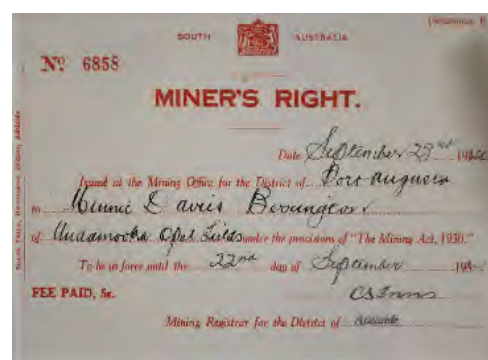 SOUTH AUSTRALIA
No. 6858
MINER'S RIGHT.
Date September 23rd
Issued at the Mining Office for the District of Port Augusta
to Minnie
of Andamooka Opal Fields under the provisions of "The Mining Act, 1930."
To be in force until the 22nd day of September
FEE PAID, 5s.
Mining Registrar for the District of Adelaide